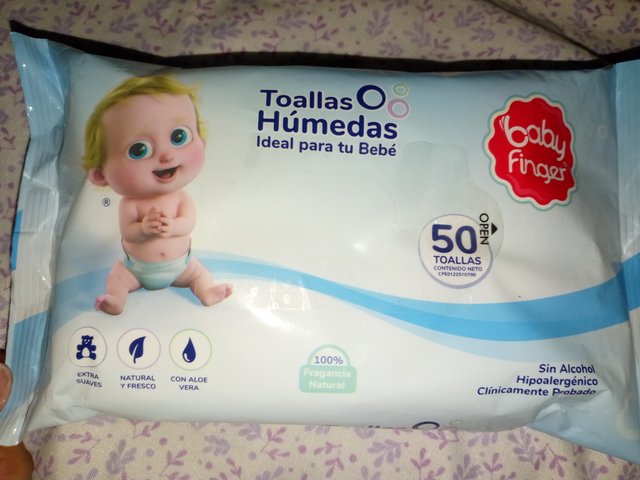 Toallas
Húmedas
Ideal para tu Bebé
baby
Finger
®
OPEN
50
TOALLAS
CONTENIDO NETO
CPE0122510790
EXTRA
SUAVES
NATURAL
Y FRESCO
CON ALOE
VERA
100%
Fragancia
Natural
Sin Alcohol
Hipoalergénico
Clínicamente Probado